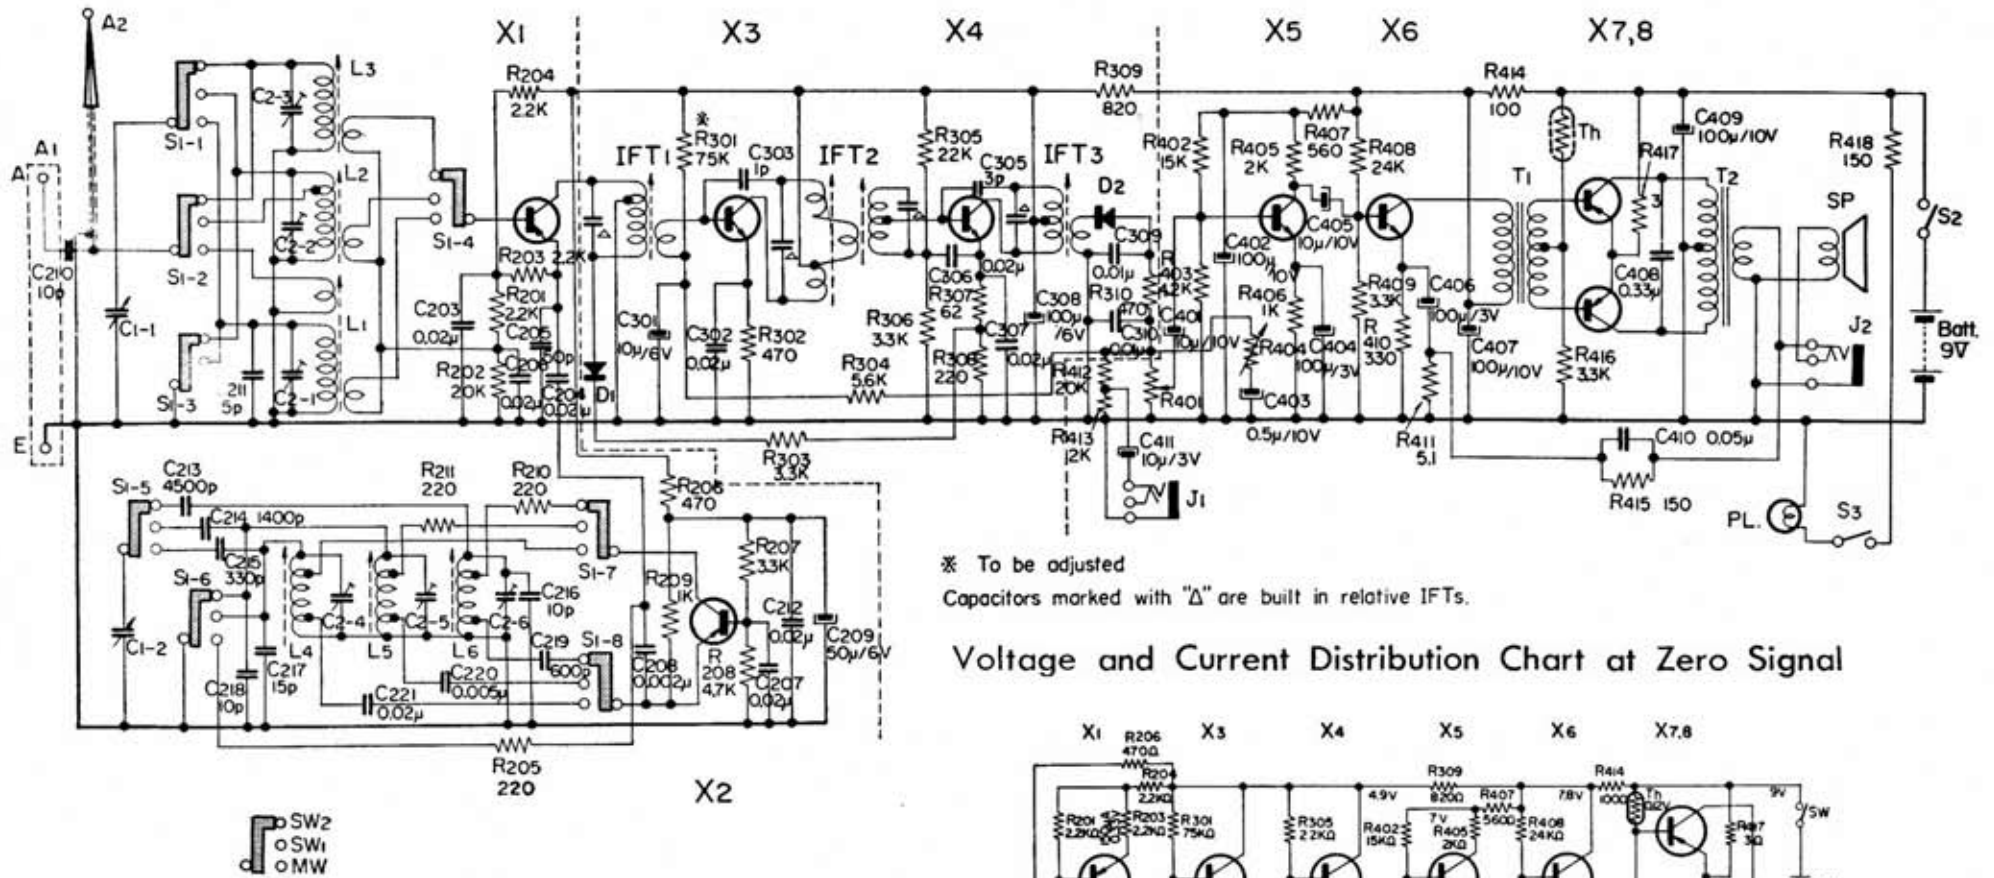 A2
X1
X3
X4
X5
X6
X7,8
A1
A
E
C210
10p
C1-1
S1-1
S1-2
S1-3
C2-3
C2-2
C2-1
211
5p
L3
L2
L1
S1-4
R204
2.2K
R203 2.2K
R201
2.2K
C203
0.02μ
R202
20K
C205
C206
0.02μ
C204
0.02μ
D1
IFT1
※
R301
75K
C303
1p
IFT2
C301
10μ/6V
C302
0.02μ
R302
470
R304
5.6K
R303
3.3K
R305
22K
C305
3p
IFT3
D2
R309
820
C306
0.02μ
R307
62
R306
3.3K
R308
220
C307
0.02μ
C308
100μ
/6V
C309
0.01μ
R310
470
C310
R412
20K
R401
R413
C411
10μ/3V
J1
R402
15K
R
403
C401
10μ/10V
C402
100μ
10V
R405
2K
R407
560
R408
24K
C405
10μ/10V
R406
1K
R404
C404
100μ/3V
C403
0.5μ/10V
R409
3.3K
R
410
330
C406
100μ/3V
C407
100μ/10V
R411
5.1
R414
100
Th
T1
R417
3
C409
100μ/10V
T2
C408
0.33μ
R416
3.3K
SP
R418
150
S2
Batt.
9V
J2
C410 0.05μ
R415 150
PL.
S3
S1-5
C213
4500p
C214 1400p
C215
330p
S1-6
C1-2
C218
10p
C217
15p
L4
C2-4
L5
C2-5
L6
C2-6
R211
220
R210
220
S1-7
C216
10p
C219
600p
S1-8
C220
0.005μ
C221
0.02μ
R205
220
R206
470
R207
3.3K
R209
1K
R
208
4.7K
C208
0.002μ
C207
0.02μ
C212
0.02μ
C209
50μ/6V
X2
SW2
SW1
MW
※ To be adjusted
Capacitors marked with "Δ" are built in relative IFTs.
Voltage and Current Distribution Chart at Zero Signal
X1
X3
X4
X5
X6
X7,8
R206
470Ω
R204
2.2KΩ
R201
2.2KΩ
R203
2.2KΩ
R301
75KΩ
R305
22KΩ
4.9V
R402
15KΩ
R309
820Ω
7V
R405
2KΩ
R407
560Ω
R408
24KΩ
7.8V
R414
100Ω
Th
R417
3Ω
9V
SW